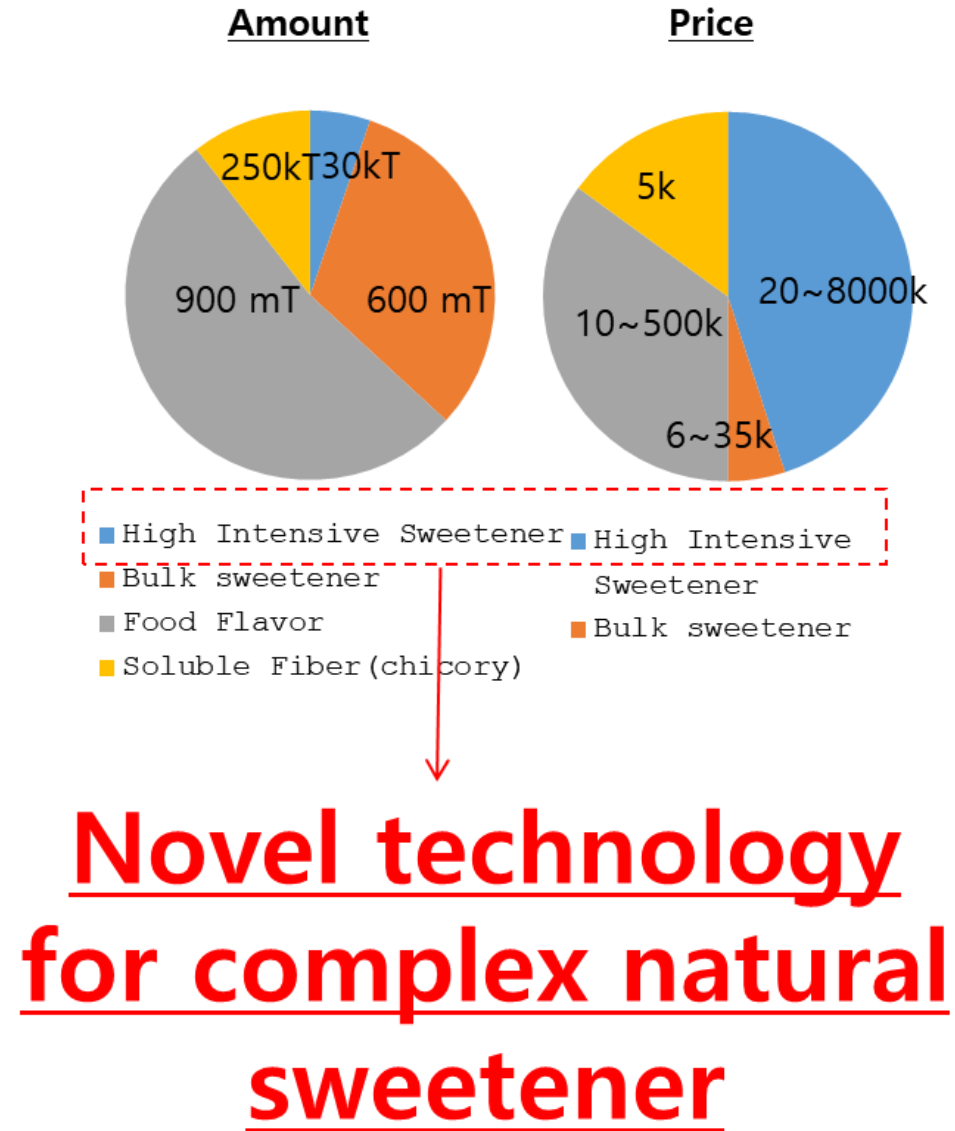 Amount
Price
250kT
30kT
900 mT
600 mT
5k
20~8000k
10~500k
6~35k
High Intensive Sweetener
Bulk sweetener
Food Flavor
Soluble Fiber(chicory)
High Intensive
Sweetener
Bulk sweetener
Novel technology
for complex natural
sweetener